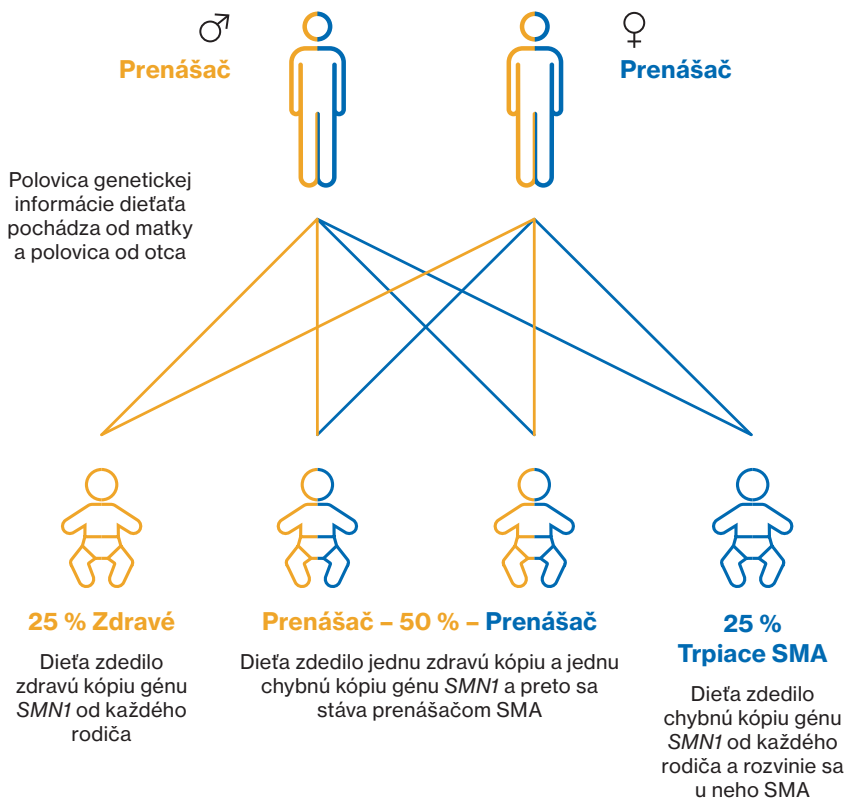 ♂
Prenášač
♀
Prenášač
Polovica genetickej
informácie dieťaťa
pochádza od matky
a polovica od otca
25 % Zdravé
Dieťa zdedilo
zdravú kópiu génu
SMN1 od každého
rodiča
Prenášač – 50 % – Prenášač
Dieťa zdedilo jednu zdravú kópiu a jednu
chybnú kópiu génu SMN1 a preto sa
stáva prenášačom SMA
25 %
Trpiace SMA
Dieťa zdedilo
chybnú kópiu génu
SMN1 od každého
rodiča a rozvinie sa
u neho SMA